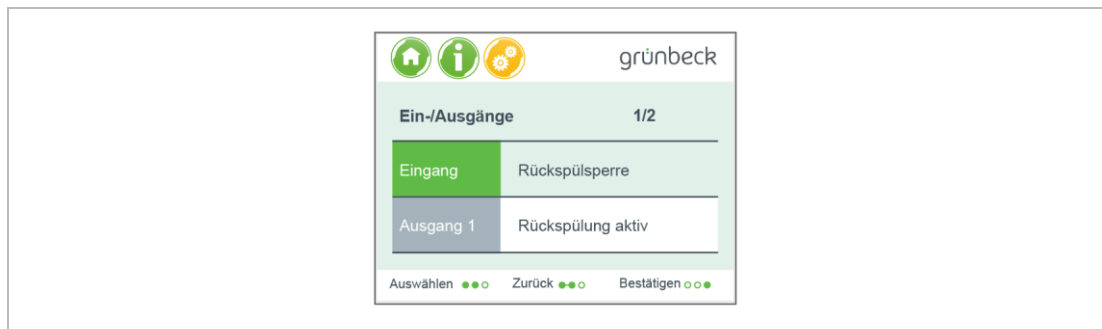 grünbeck
Ein-/Ausgänge 1/2
Eingang Rückspülsperre
Ausgang 1 Rückspülung aktiv
Auswählen Zurück Bestätigen